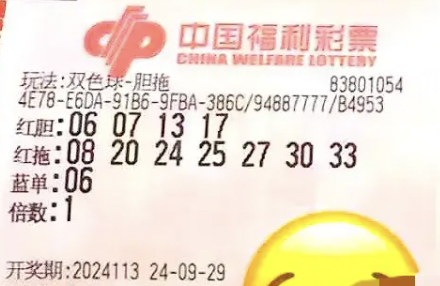 中国福利彩票
CHINA WELFARE LOTTERY
玩法:双色球-胆拖 83801054
4E78-E6DA-91B6-9FBA-386C/94887777/B4953
红胆:06 07 13 17
红拖:08 20 24 25 27 30 33
蓝单:06
倍数:1
开奖期:2024113 24-09-29